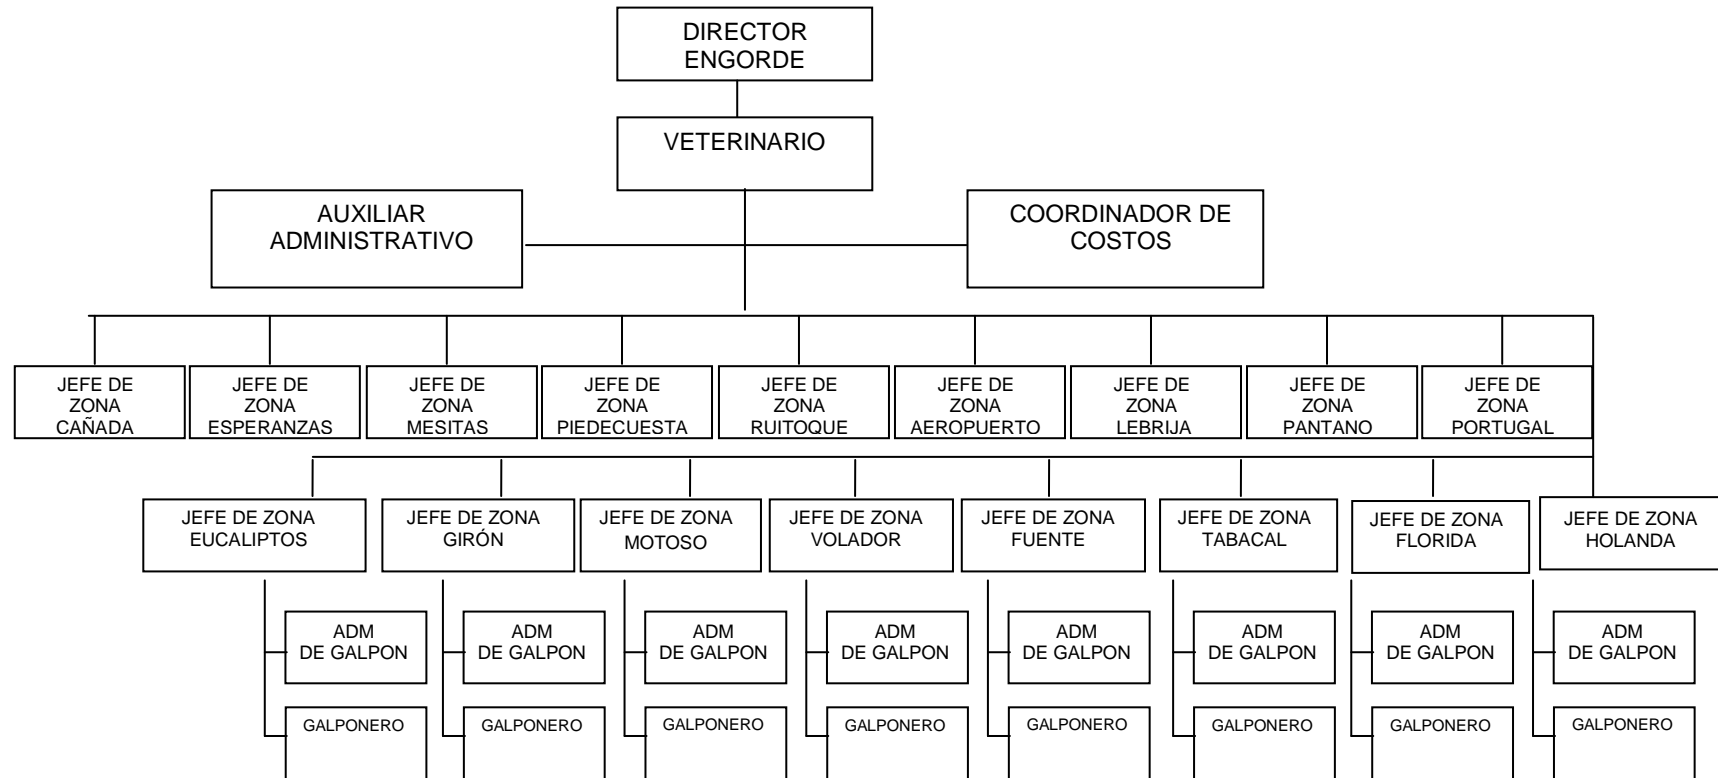 DIRECTOR
ENGORDE
VETERINARIO
AUXILIAR
ADMINISTRATIVO
COORDINADOR DE
COSTOS
JEFE DE
ZONA
CAÑADA
JEFE DE
ZONA
ESPERANZAS
JEFE DE
ZONA
MESITAS
JEFE DE
ZONA
PIEDECUESTA
JEFE DE
ZONA
RUITOQUE
JEFE DE
ZONA
AEROPUERTO
JEFE DE
ZONA
LEBRIJA
JEFE DE
ZONA
PANTANO
JEFE DE
ZONA
PORTUGAL
JEFE DE ZONA
EUCALIPTOS
JEFE DE ZONA
GIRÓN
JEFE DE ZONA
MOTOSO
JEFE DE ZONA
VOLADOR
JEFE DE ZONA
FUENTE
JEFE DE ZONA
TABACAL
JEFE DE ZONA
FLORIDA
JEFE DE ZONA
HOLANDA
ADM
DE GALPON
ADM
DE GALPON
ADM
DE GALPON
ADM
DE GALPON
ADM
DE GALPON
ADM
DE GALPON
ADM
DE GALPON
ADM
DE GALPON
GALPONERO
GALPONERO
GALPONERO
GALPONERO
GALPONERO
GALPONERO
GALPONERO
GALPONERO